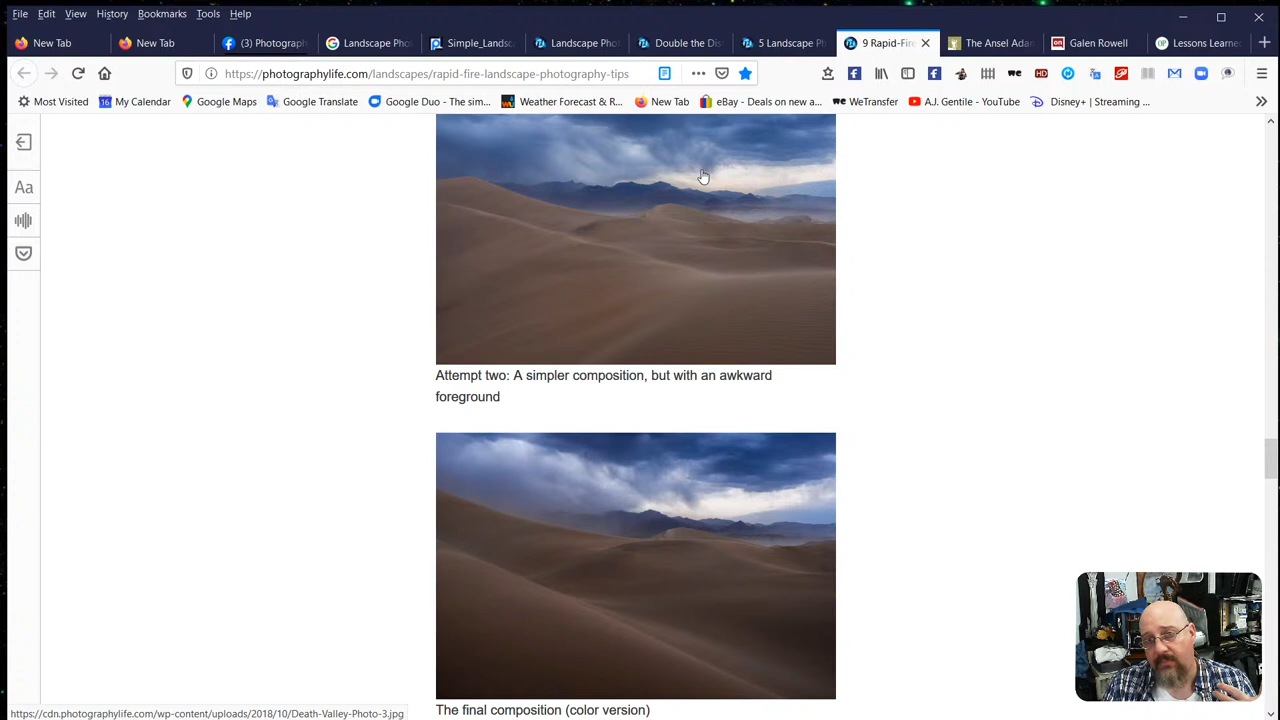 File Edit View History Bookmarks Tools Help
New Tab New Tab (3) Photograph Landscape Pho Simple_Landsc Landscape Pho Double the Dis 5 Landscape Ph 9 Rapid-Fire The Ansel Ada Galen Rowell Lessons Learne
https://photographylife.com/landscapes/rapid-fire-landscape-photography-tips
Most Visited 16 My Calendar Google Maps Google Translate Google Duo - The sim... Weather Forecast & R... New Tab eBay - Deals on new a... WeTransfer A.J. Gentile - YouTube Disney+ | Streaming ...
Aa
Attempt two: A simpler composition, but with an awkward
foreground
The final composition (color version)
https://cdn.photographylife.com/wp-content/uploads/2018/10/Death-Valley-Photo-3.jpg